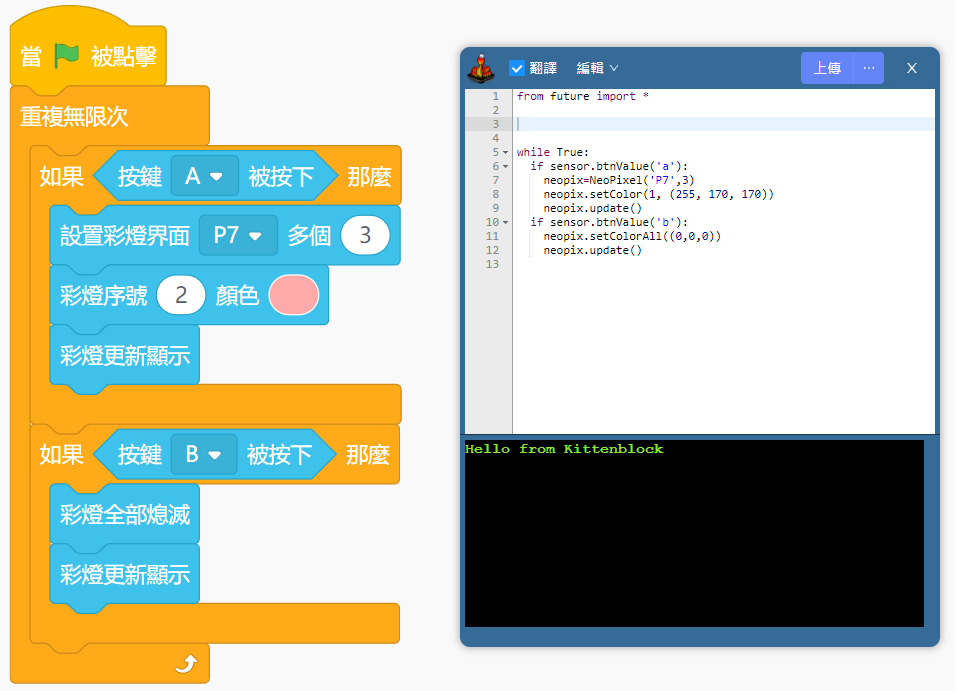 當 被點擊
重複無限次
如果 按鍵 A 被按下 那麼
設置彩燈界面 P7 多個 3
彩燈序號 2 顏色
彩燈更新顯示
如果 按鍵 B 被按下 那麼
彩燈全部熄滅
彩燈更新顯示
翻譯 編輯 上傳 ··· X
1 from future import *
2
3
4
5 while True:
6 if sensor.btnValue('a'):
7 neopix=NeoPixel('P7',3)
8 neopix.setColor(1, (255, 170, 170))
9 neopix.update()
10 if sensor.btnValue('b'):
11 neopix.setColorAll((0,0,0))
12 neopix.update()
13
Hello from Kittenblock